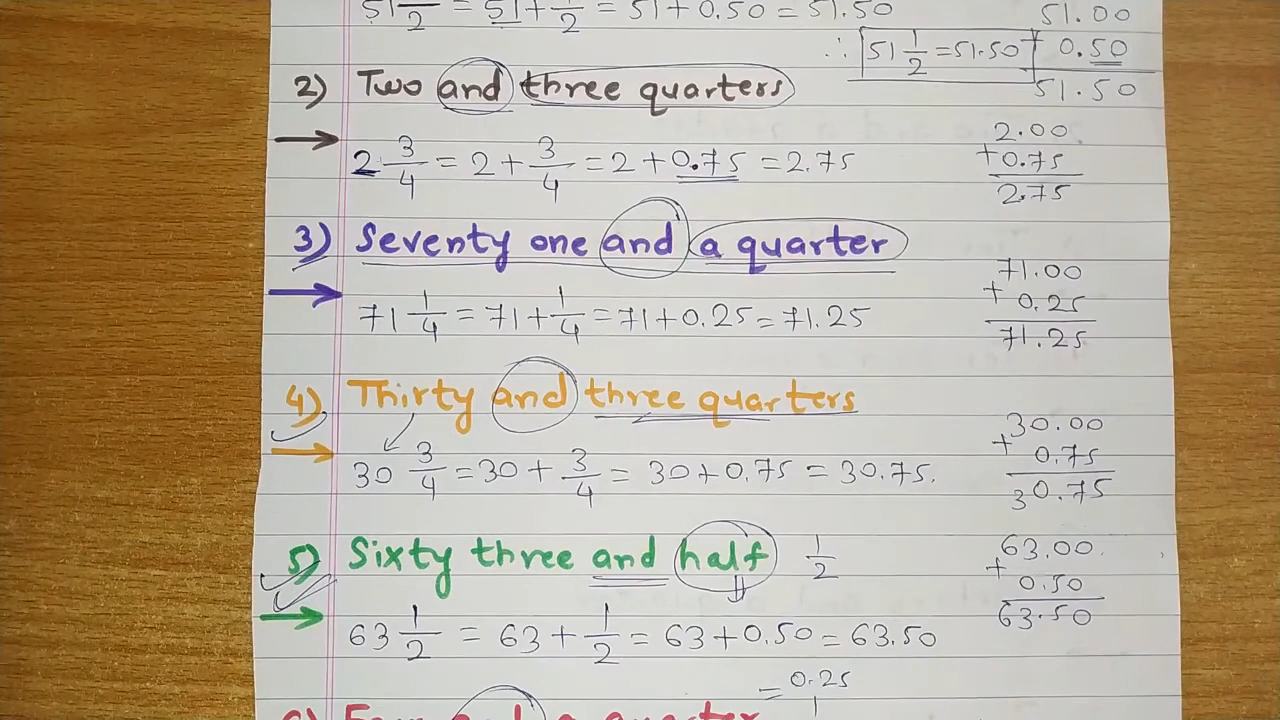 51 1/2 = 51 + 1/2 = 51 + 0.50 = 51.50
51.00
∴ 51 1/2 = 51.50
+ 0.50
51.50
2) Two and three quarters
2 3/4 = 2 + 3/4 = 2 + 0.75 = 2.75
2.00
+0.75
2.75
3) Seventy one and a quarter
71 1/4 = 71 + 1/4 = 71 + 0.25 = 71.25
71.00
+ 0.25
71.25
4) Thirty and three quarters
30 3/4 = 30 + 3/4 = 30 + 0.75 = 30.75.
30.00
+ 0.75
30.75
5) Sixty three and half 1/2
63 1/2 = 63 + 1/2 = 63 + 0.50 = 63.50
63.00
+ 0.50
63.50
= 0.25
6) Four and a quarter